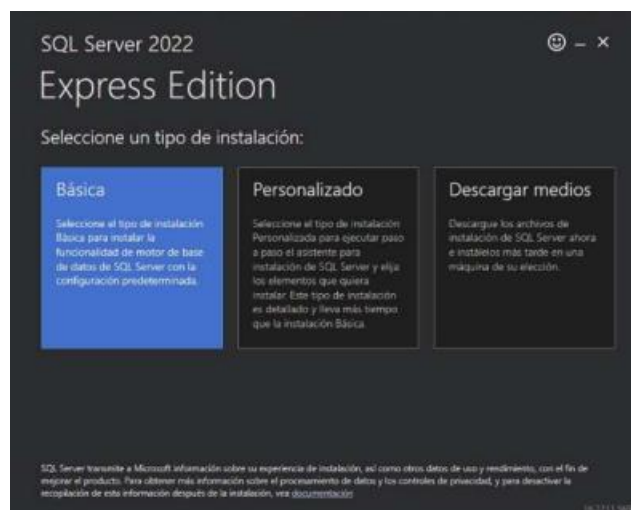 SQL Server 2022
Express Edition
Seleccione un tipo de instalación:
Básica
Seleccione el tipo de instalación
Básica para instalar la
funcionalidad de motor de base
de datos de SQL Server con la
configuración predeterminada.
Personalizado
Seleccione el tipo de instalación
Personalizada para ejecutar paso
a paso el asistente para
instalación de SQL Server y elija
los elementos que quiera
instalar. Este tipo de instalación
es detallado y lleva más tiempo
que la instalación Básica.
Descargar medios
Descargue los archivos de
instalación de SQL Server ahora
e instálelos más tarde en una
máquina de su elección.
SQL Server transmite a Microsoft información sobre su experiencia de instalación, así como otros datos de uso y rendimiento, con el fin de
mejorar el producto. Para obtener más información sobre el procesamiento de datos y los controles de privacidad, y para desactivar la
recopilación de esta información después de la instalación, vea documentación